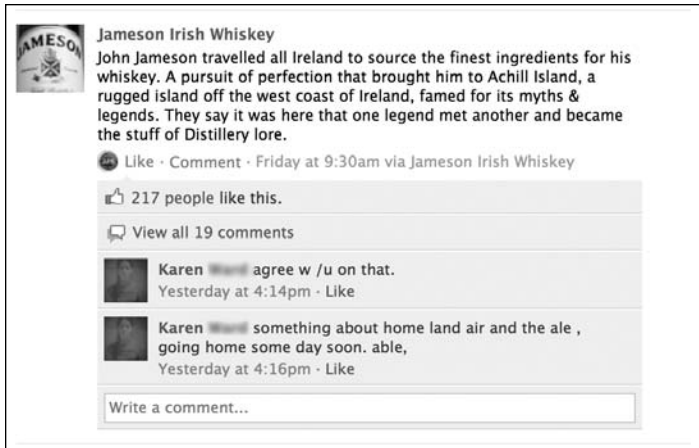 JAMESON
Jameson Irish Whiskey
John Jameson travelled all Ireland to source the finest ingredients for his
whiskey. A pursuit of perfection that brought him to Achill Island, a
rugged island off the west coast of Ireland, famed for its myths &
legends. They say it was here that one legend met another and became
the stuff of Distillery lore.
Like · Comment · Friday at 9:30am via Jameson Irish Whiskey
217 people like this.
View all 19 comments
Karen agree w /u on that.
Yesterday at 4:14pm · Like
Karen something about home land air and the ale ,
going home some day soon. able,
Yesterday at 4:16pm · Like
Write a comment...